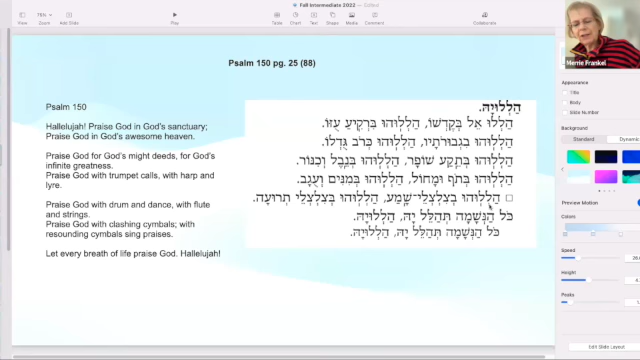 Fall Intermediate 2022 — Edited
View
Zoom
Add Slide
Play
Table
Chart
Text
Shape
Media
Comment
Collaborate
Merrie Frankel
Psalm 150 pg. 25 (88)
Psalm 150
Hallelujah! Praise God in God's sanctuary;
Praise God in God's awesome heaven.
Praise God for God's might deeds, for God's
infinite greatness.
Praise God with trumpet calls, with harp and
lyre.
Praise God with drum and dance, with flute
and strings.
Praise God with clashing cymbals; with
resounding cymbals sing praises.
Let every breath of life praise God. Hallelujah!
הַלְלוּיָהּ.
הַלְלוּ אֵל בְּקָדְשׁוֹ, הַלְלוּהוּ בִּרְקִיעַ עֻזּוֹ.
הַלְלוּהוּ בִגְבוּרֹתָיו, הַלְלוּהוּ כְּרֹב גֻּדְלוֹ.
הַלְלוּהוּ בְּתֵקַע שׁוֹפָר, הַלְלוּהוּ בְּנֵבֶל וְכִנּוֹר.
הַלְלוּהוּ בְּתֹף וּמָחוֹל, הַלְלוּהוּ בְּמִנִּים וְעֻגָב.
הַלְלוּהוּ בְצִלְצְלֵי־שָׁמַע, הַלְלוּהוּ בְּצִלְצְלֵי תְרוּעָה.
כֹּל הַנְּשָׁמָה תְּהַלֵּל יָהּ, הַלְלוּיָהּ.
כֹּל הַנְּשָׁמָה תְּהַלֵּל יָהּ, הַלְלוּיָהּ.
Appearance
Title
Body
Slide Number
Background
Standard
Dynamic
Preview Motion
Colors
Speed
Height
Peaks
Edit Slide Layout